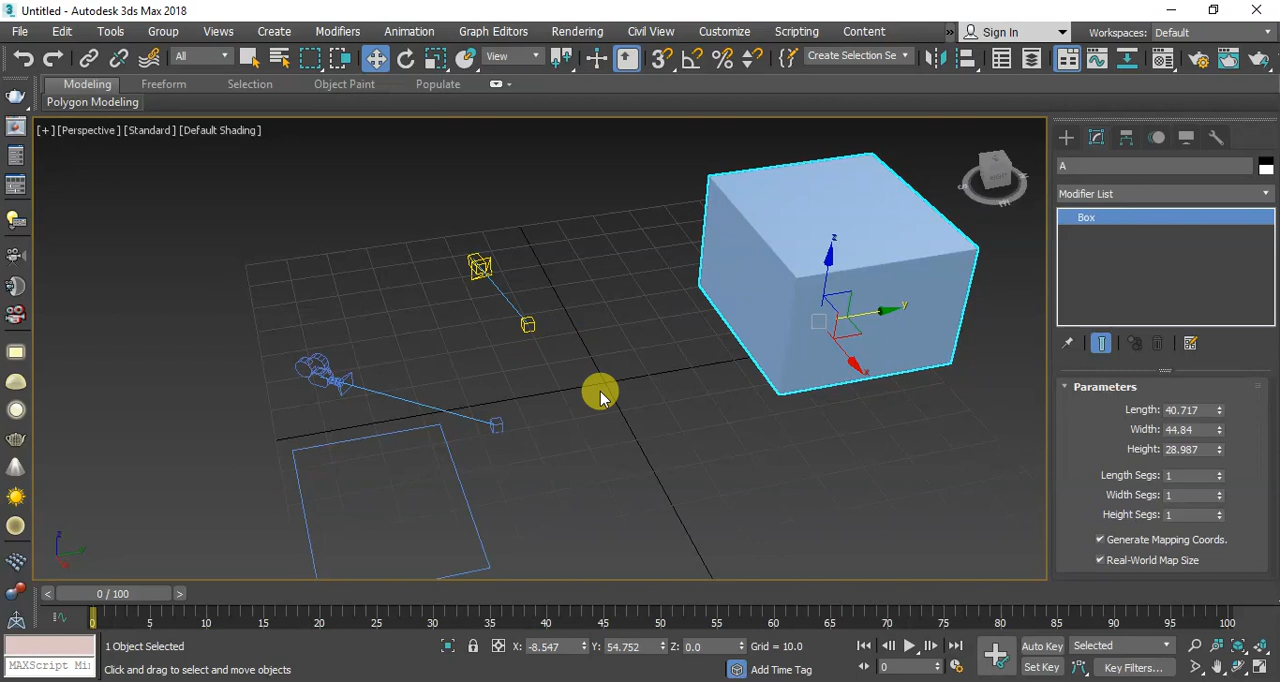 Untitled - Autodesk 3ds Max 2018
File Edit Tools Group Views Create Modifiers Animation Graph Editors Rendering Civil View Customize Scripting Content » Sign In Workspaces: Default
All View Create Selection Se
Modeling Freeform Selection Object Paint Populate
Polygon Modeling
[+] [Perspective ] [Standard ] [Default Shading ]
A
Modifier List
Box
z
y
x
Parameters
Length: 40.717
Width: 44.84
Height: 28.987
Length Segs: 1
Width Segs: 1
Height Segs: 1
Generate Mapping Coords.
Real-World Map Size
< 0 / 100 >
0 5 10 15 20 25 30 35 40 45 50 55 60 65 70 75 80 85 90 95 100
1 Object Selected X: -8.547 Y: 54.752 Z: 0.0 Grid = 10.0 Auto Key Selected
MAXScript Mi: Click and drag to select and move objects Add Time Tag 0 Set Key Key Filters...